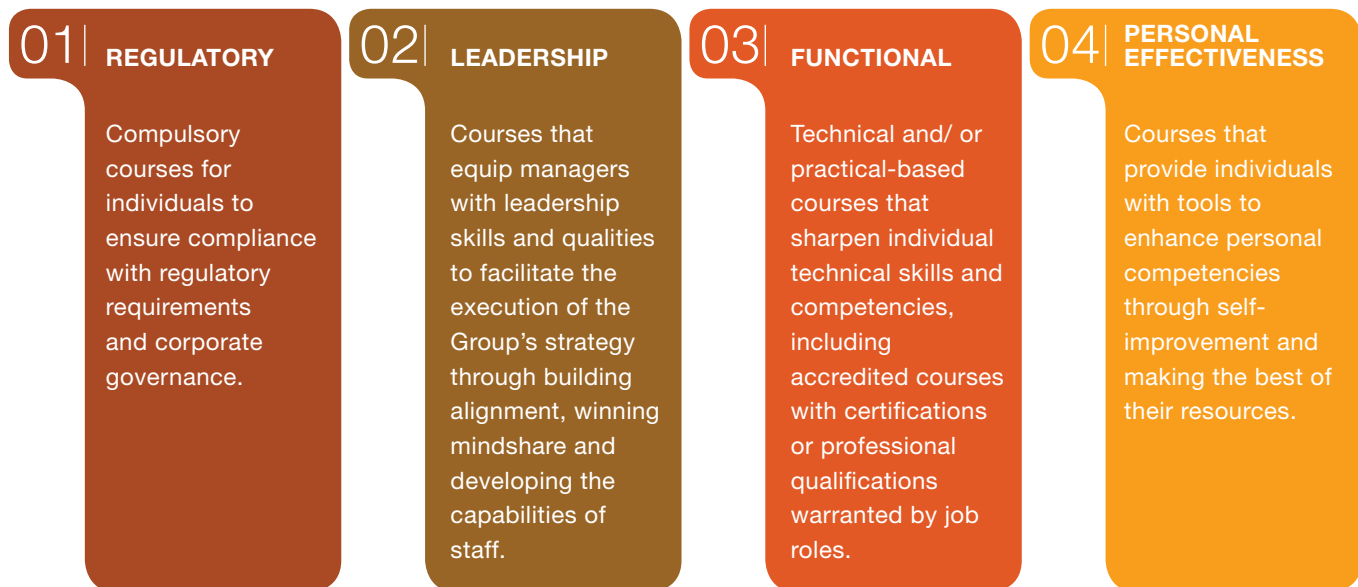 01
REGULATORY
Compulsory
courses for
individuals to
ensure compliance
with regulatory
requirements
and corporate
governance.
02
LEADERSHIP
Courses that
equip managers
with leadership
skills and qualities
to facilitate the
execution of the
Group’s strategy
through building
alignment, winning
mindshare and
developing the
capabilities of
staff.
03
FUNCTIONAL
Technical and/ or
practical-based
courses that
sharpen individual
technical skills and
competencies,
including
accredited courses
with certifications
or professional
qualifications
warranted by job
roles.
04
PERSONAL
EFFECTIVENESS
Courses that
provide individuals
with tools to
enhance personal
competencies
through self-
improvement and
making the best of
their resources.